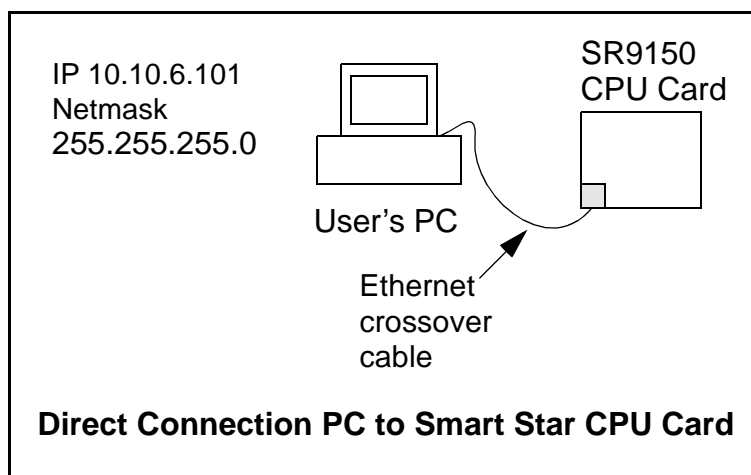 IP 10.10.6.101
Netmask
255.255.255.0
SR9150
CPU Card
User's PC
Ethernet
crossover
cable
Direct Connection PC to Smart Star CPU Card